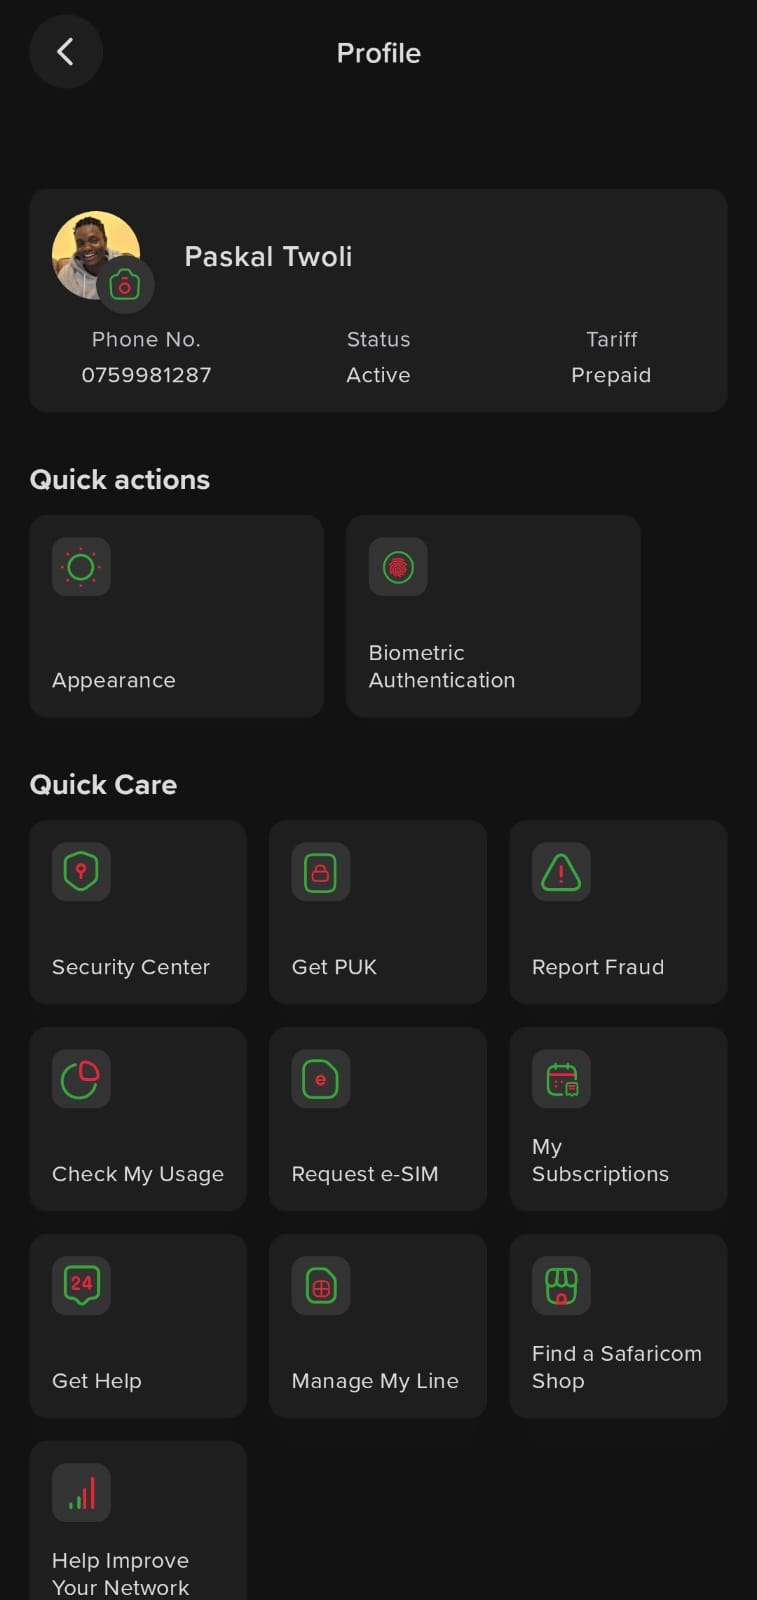 Profile
Paskal Twoli
Phone No.
Status
Tariff
0759981287
Active
Prepaid
Quick actions
Appearance
Biometric
Authentication
Quick Care
Security Center
Get PUK
Report Fraud
Check My Usage
e
Request e-SIM
My
Subscriptions
24
Get Help
Manage My Line
Find a Safaricom
Shop
Help Improve
Your Network